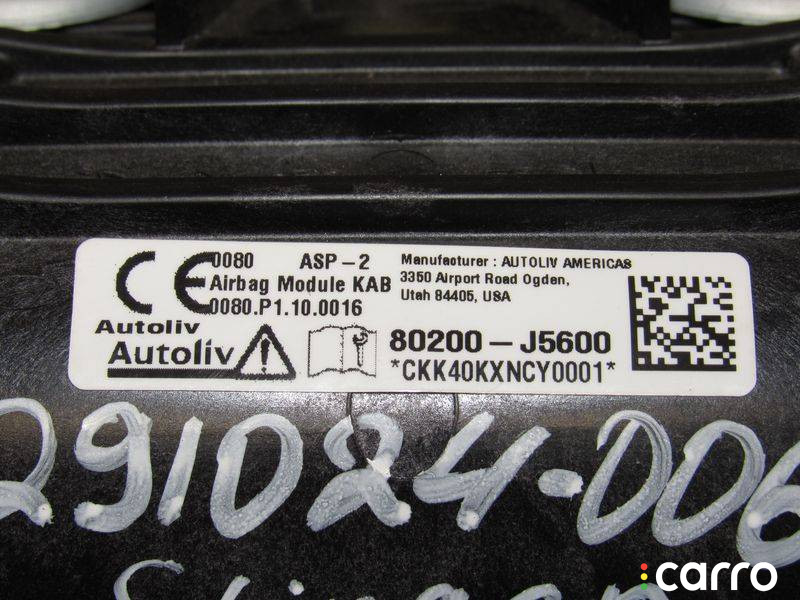 CE 0080 ASP-2
Airbag Module KAB
0080.P1.10.0016
Autoliv
Autoliv
Manufacturer : AUTOLIV AMERICAS
3350 Airport Road Ogden,
Utah 84405, USA
80200-J5600
*CKK40KXNCY0001*
291024-006
carro